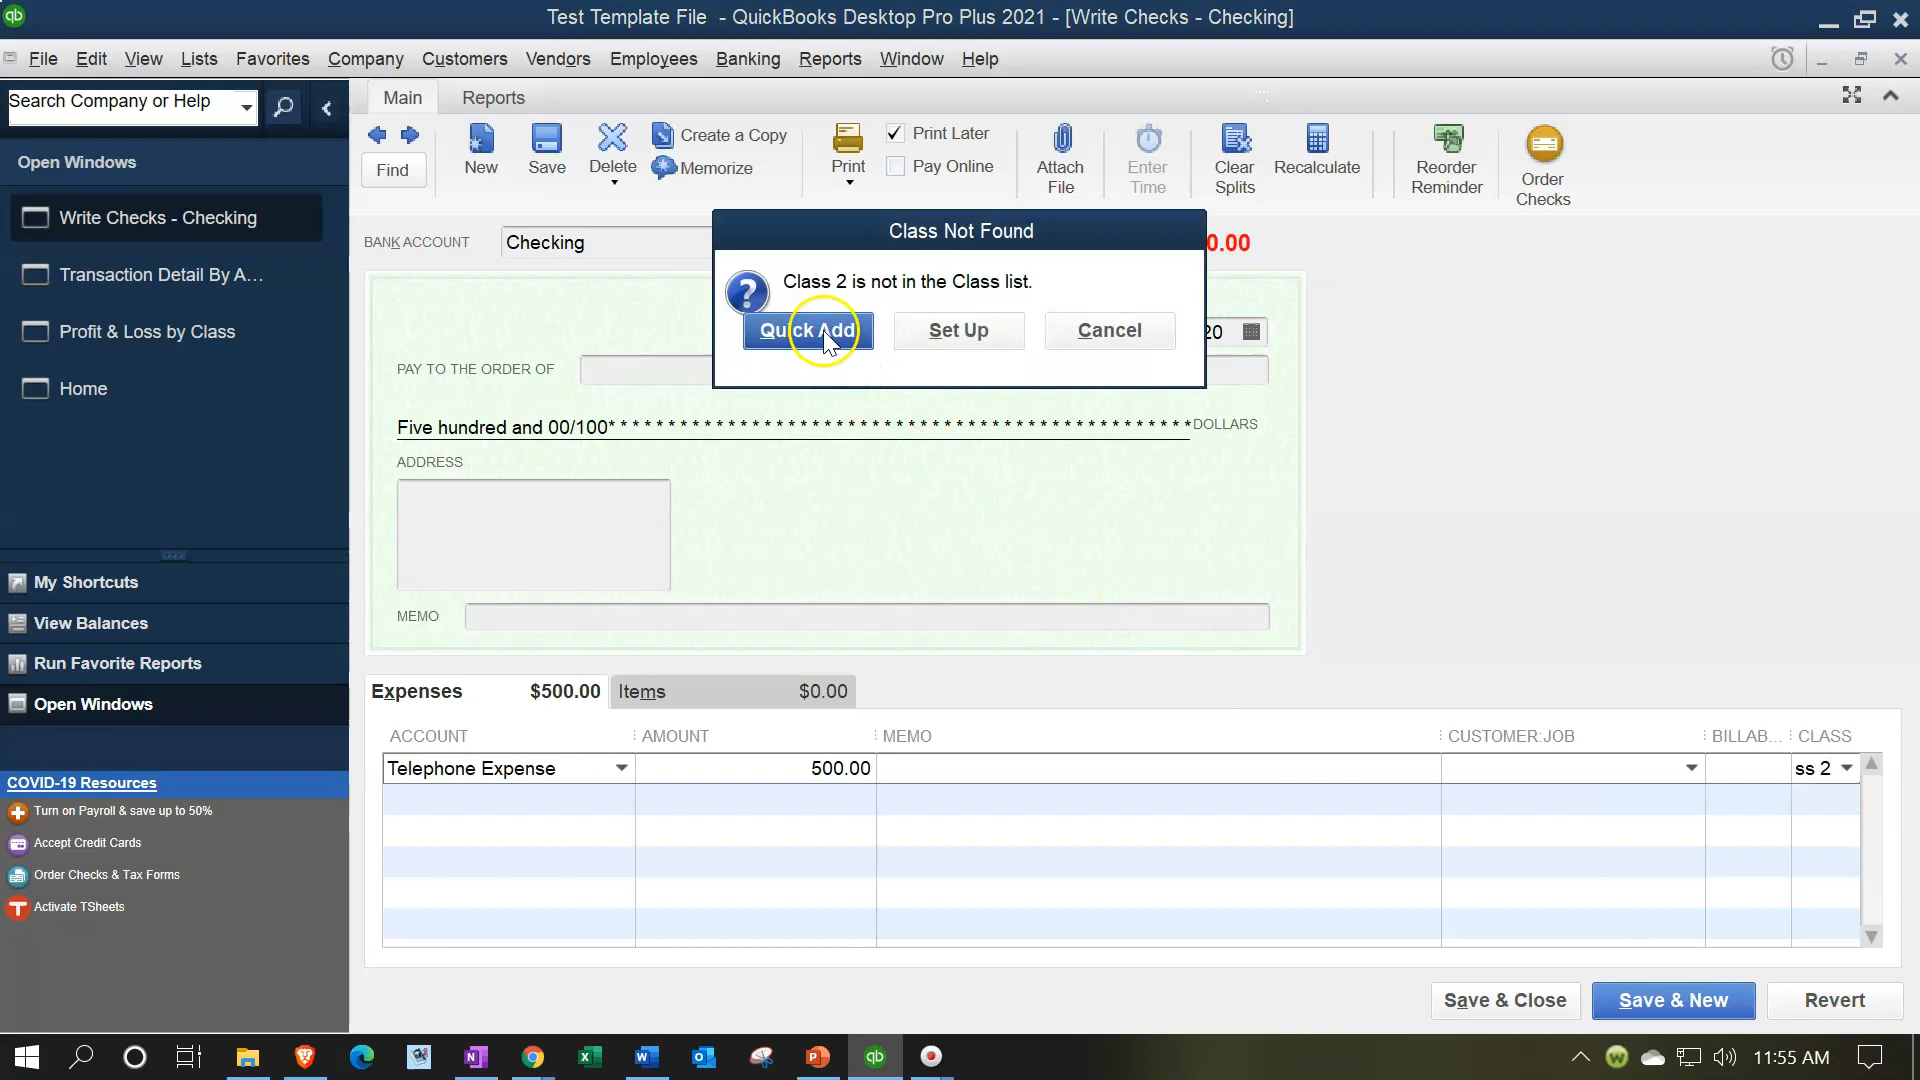 Test Template File - QuickBooks Desktop Pro Plus 2021 - [Write Checks - Checking]
File Edit View Lists Favorites Company Customers Vendors Employees Banking Reports Window Help
Search Company or Help
Main Reports
Find
New
Save
Delete
Create a Copy
Memorize
Print
Print Later
Pay Online
Attach
File
Enter
Time
Clear
Splits
Recalculate
Reorder
Reminder
Order
Checks
Open Windows
Write Checks - Checking
Transaction Detail By A...
Profit & Loss by Class
Home
My Shortcuts
View Balances
Run Favorite Reports
Open Windows
COVID-19 Resources
Turn on Payroll & save up to 50%
Accept Credit Cards
Order Checks & Tax Forms
Activate TSheets
BANK ACCOUNT Checking 0.00
Class Not Found
Class 2 is not in the Class list.
Quick Add Set Up Cancel
20
PAY TO THE ORDER OF
Five hundred and 00/100* * * * * * * * * * * * * * * * * * * * * * * * * * * * * * * * * * * * * * * * * * * * * * * * * DOLLARS
ADDRESS
MEMO
Expenses $500.00 Items $0.00
ACCOUNT AMOUNT MEMO CUSTOMER:JOB BILLAB... CLASS
Telephone Expense 500.00 ss 2
Save & Close Save & New Revert
11:55 AM